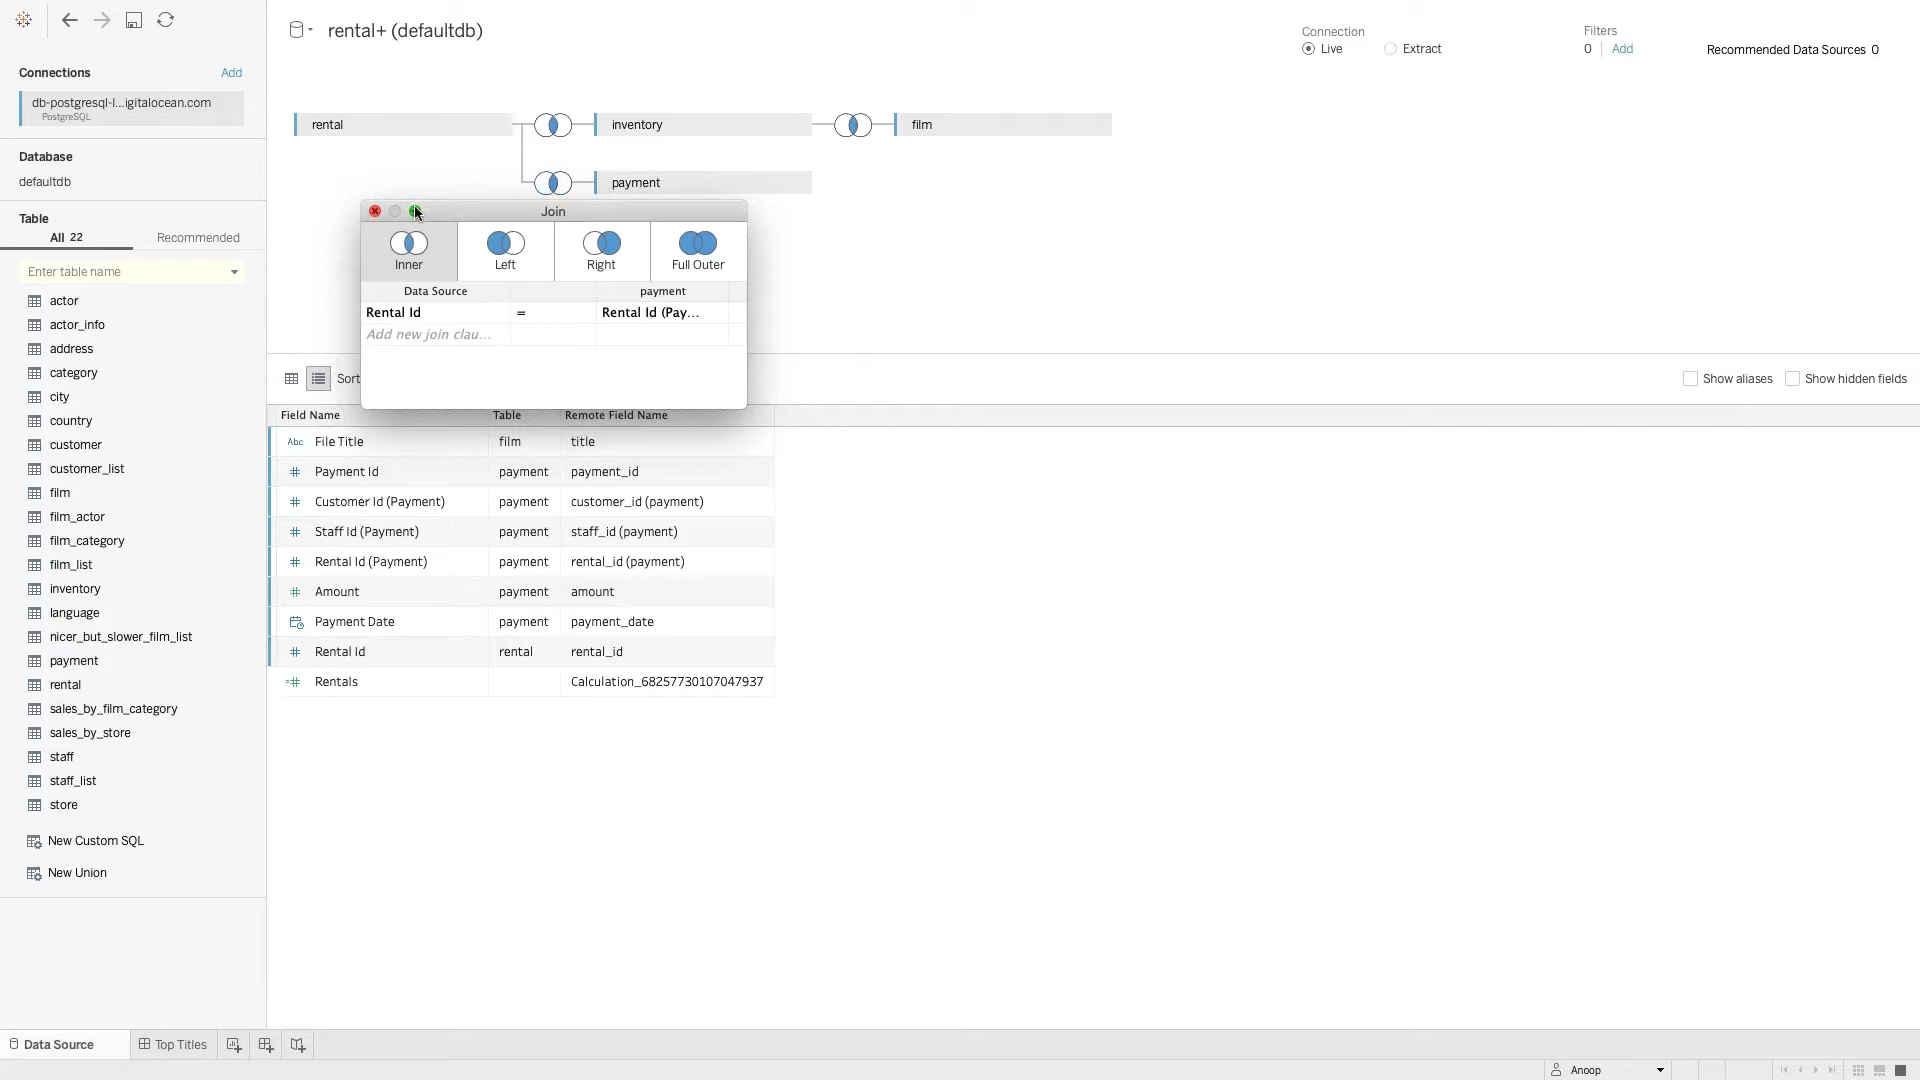 rental+ (defaultdb)
Connection
Live
Extract
Filters
0
Add
Recommended Data Sources 0
Connections
Add
db-postgresql-l...igitalocean.com
PostgreSQL
Database
defaultdb
Table
All 22
Recommended
Enter table name
actor
actor_info
address
category
city
country
customer
customer_list
film
film_actor
film_category
film_list
inventory
language
nicer_but_slower_film_list
payment
rental
sales_by_film_category
sales_by_store
staff
staff_list
store
New Custom SQL
New Union
rental
inventory
film
payment
Join
Inner
Left
Right
Full Outer
Data Source
payment
Rental Id
=
Rental Id (Pay...
Add new join clau...
Sort
Show aliases
Show hidden fields
Field Name
Table
Remote Field Name
Abc File Title film title
# Payment Id payment payment_id
# Customer Id (Payment) payment customer_id (payment)
# Staff Id (Payment) payment staff_id (payment)
# Rental Id (Payment) payment rental_id (payment)
# Amount payment amount
Payment Date payment payment_date
# Rental Id rental rental_id
=# Rentals Calculation_68257730107047937
Data Source
Top Titles
Anoop